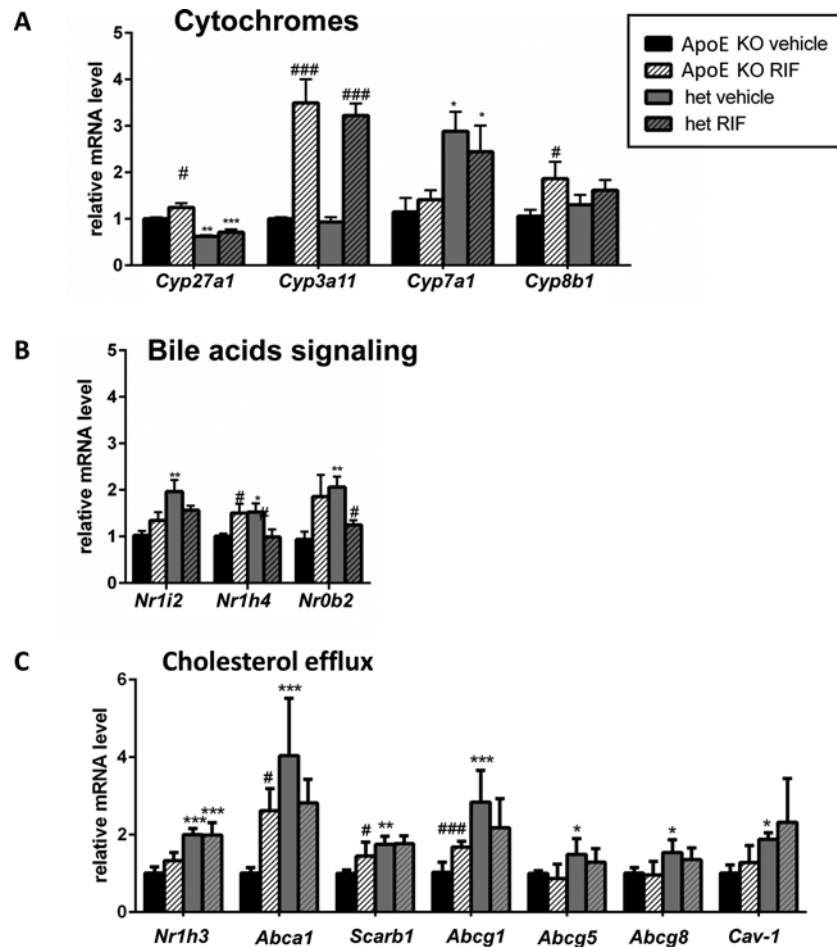 A
Cytochromes
ApoE KO vehicle
ApoE KO RIF
het vehicle
het RIF
relative mRNA level
5
4
3
2
1
0
#
**
***
###
###
*
*
#
Cyp27a1 Cyp3a11 Cyp7a1 Cyp8b1
B
Bile acids signaling
relative mRNA level
5
4
3
2
1
0
**
#
*
#
**
#
Nr1i2 Nr1h4 Nr0b2
C
Cholesterol efflux
relative mRNA level
6
4
2
0
***
***
#
***
#
**
###
***
*
*
*
Nr1h3 Abca1 Scarb1 Abcg1 Abcg5 Abcg8 Cav-1